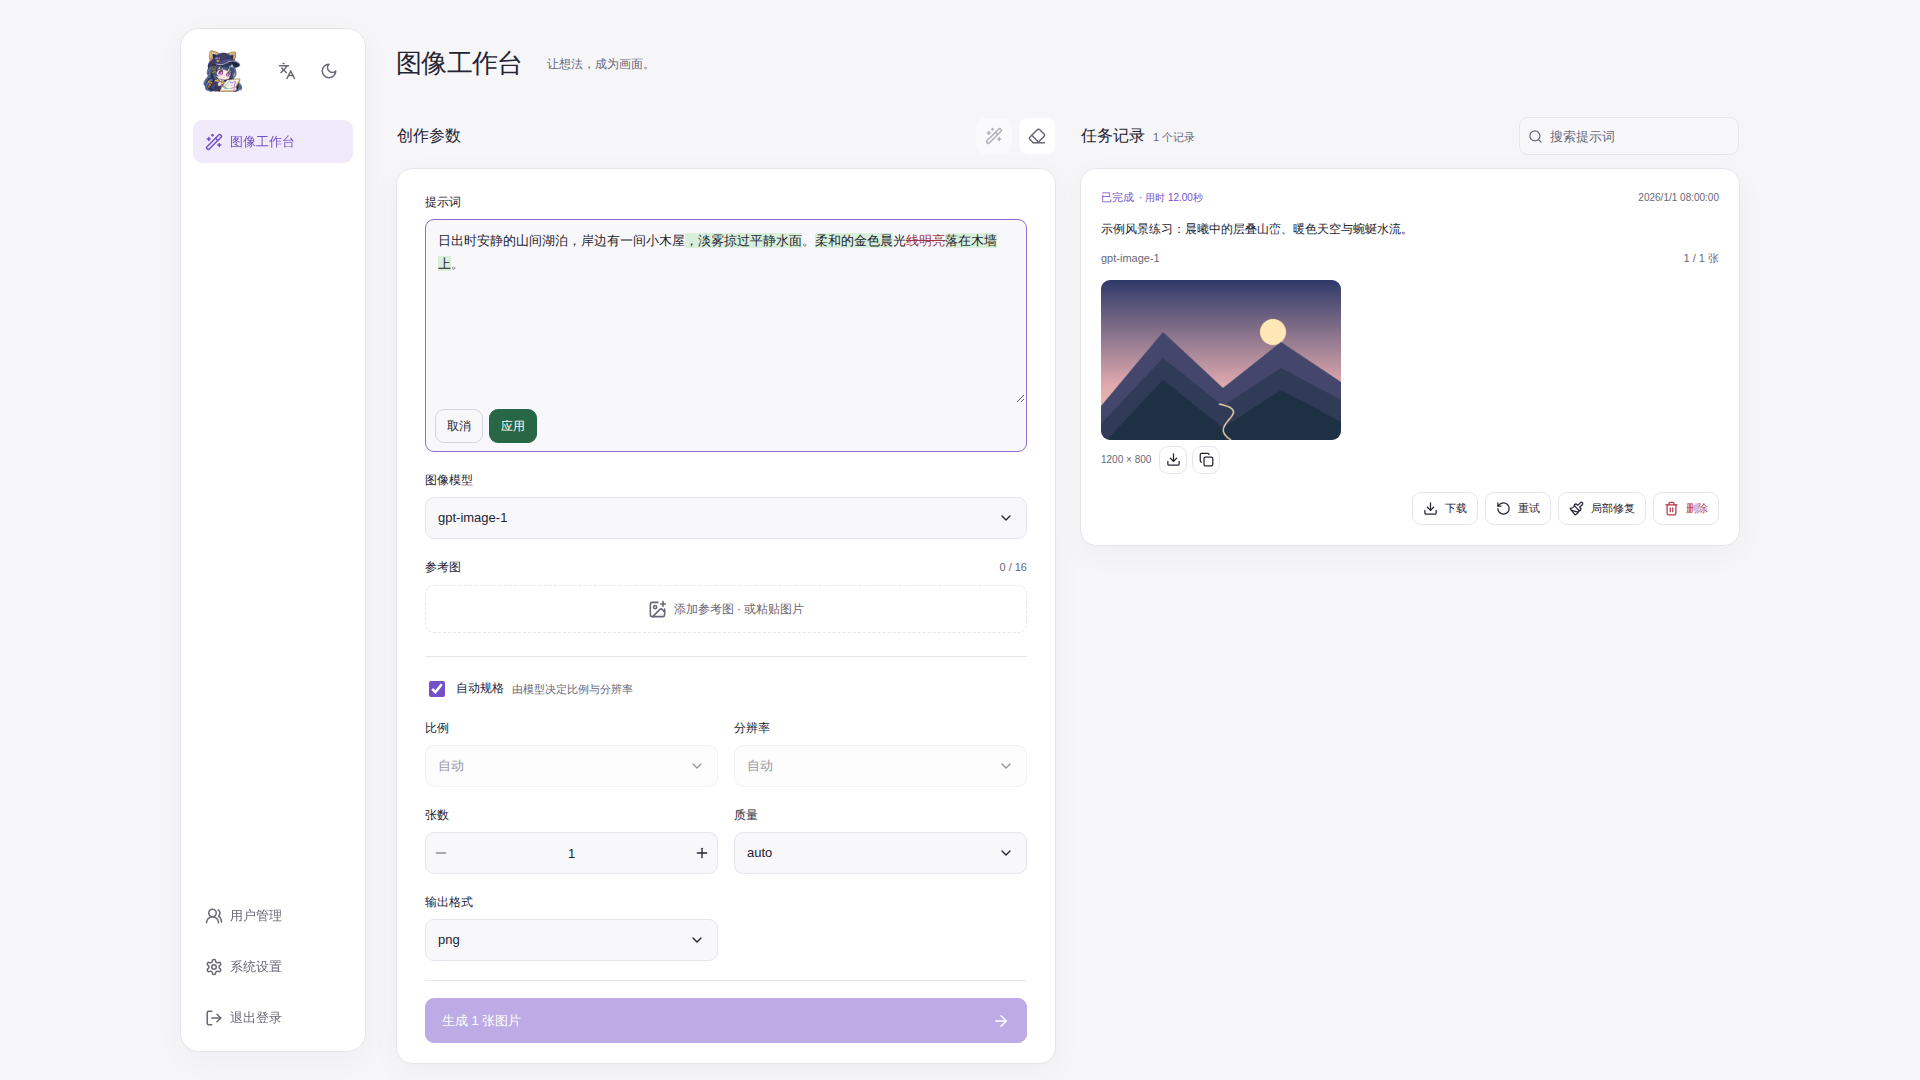 图像工作台
让想法，成为画面。
图像工作台
用户管理
系统设置
退出登录
创作参数
提示词
日出时安静的山间湖泊，岸边有一间小木屋，淡雾掠过平静水面。柔和的金色晨光线明亮落在木墙
上。
取消
应用
图像模型
gpt-image-1
参考图
0 / 16
添加参考图 · 或粘贴图片
自动规格 由模型决定比例与分辨率
比例
分辨率
自动
自动
张数
质量
1
auto
输出格式
png
生成 1 张图片
任务记录 1 个记录
搜索提示词
已完成 · 用时 12.00秒
2026/1/1 08:00:00
示例风景练习：晨曦中的层叠山峦、暖色天空与蜿蜒水流。
gpt-image-1
1 / 1 张
1200 × 800
下载
重试
局部修复
删除